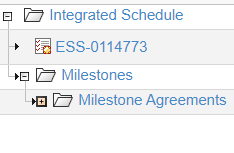 Integrated Schedule
ESS-0114773
Milestones
Milestone Agreements